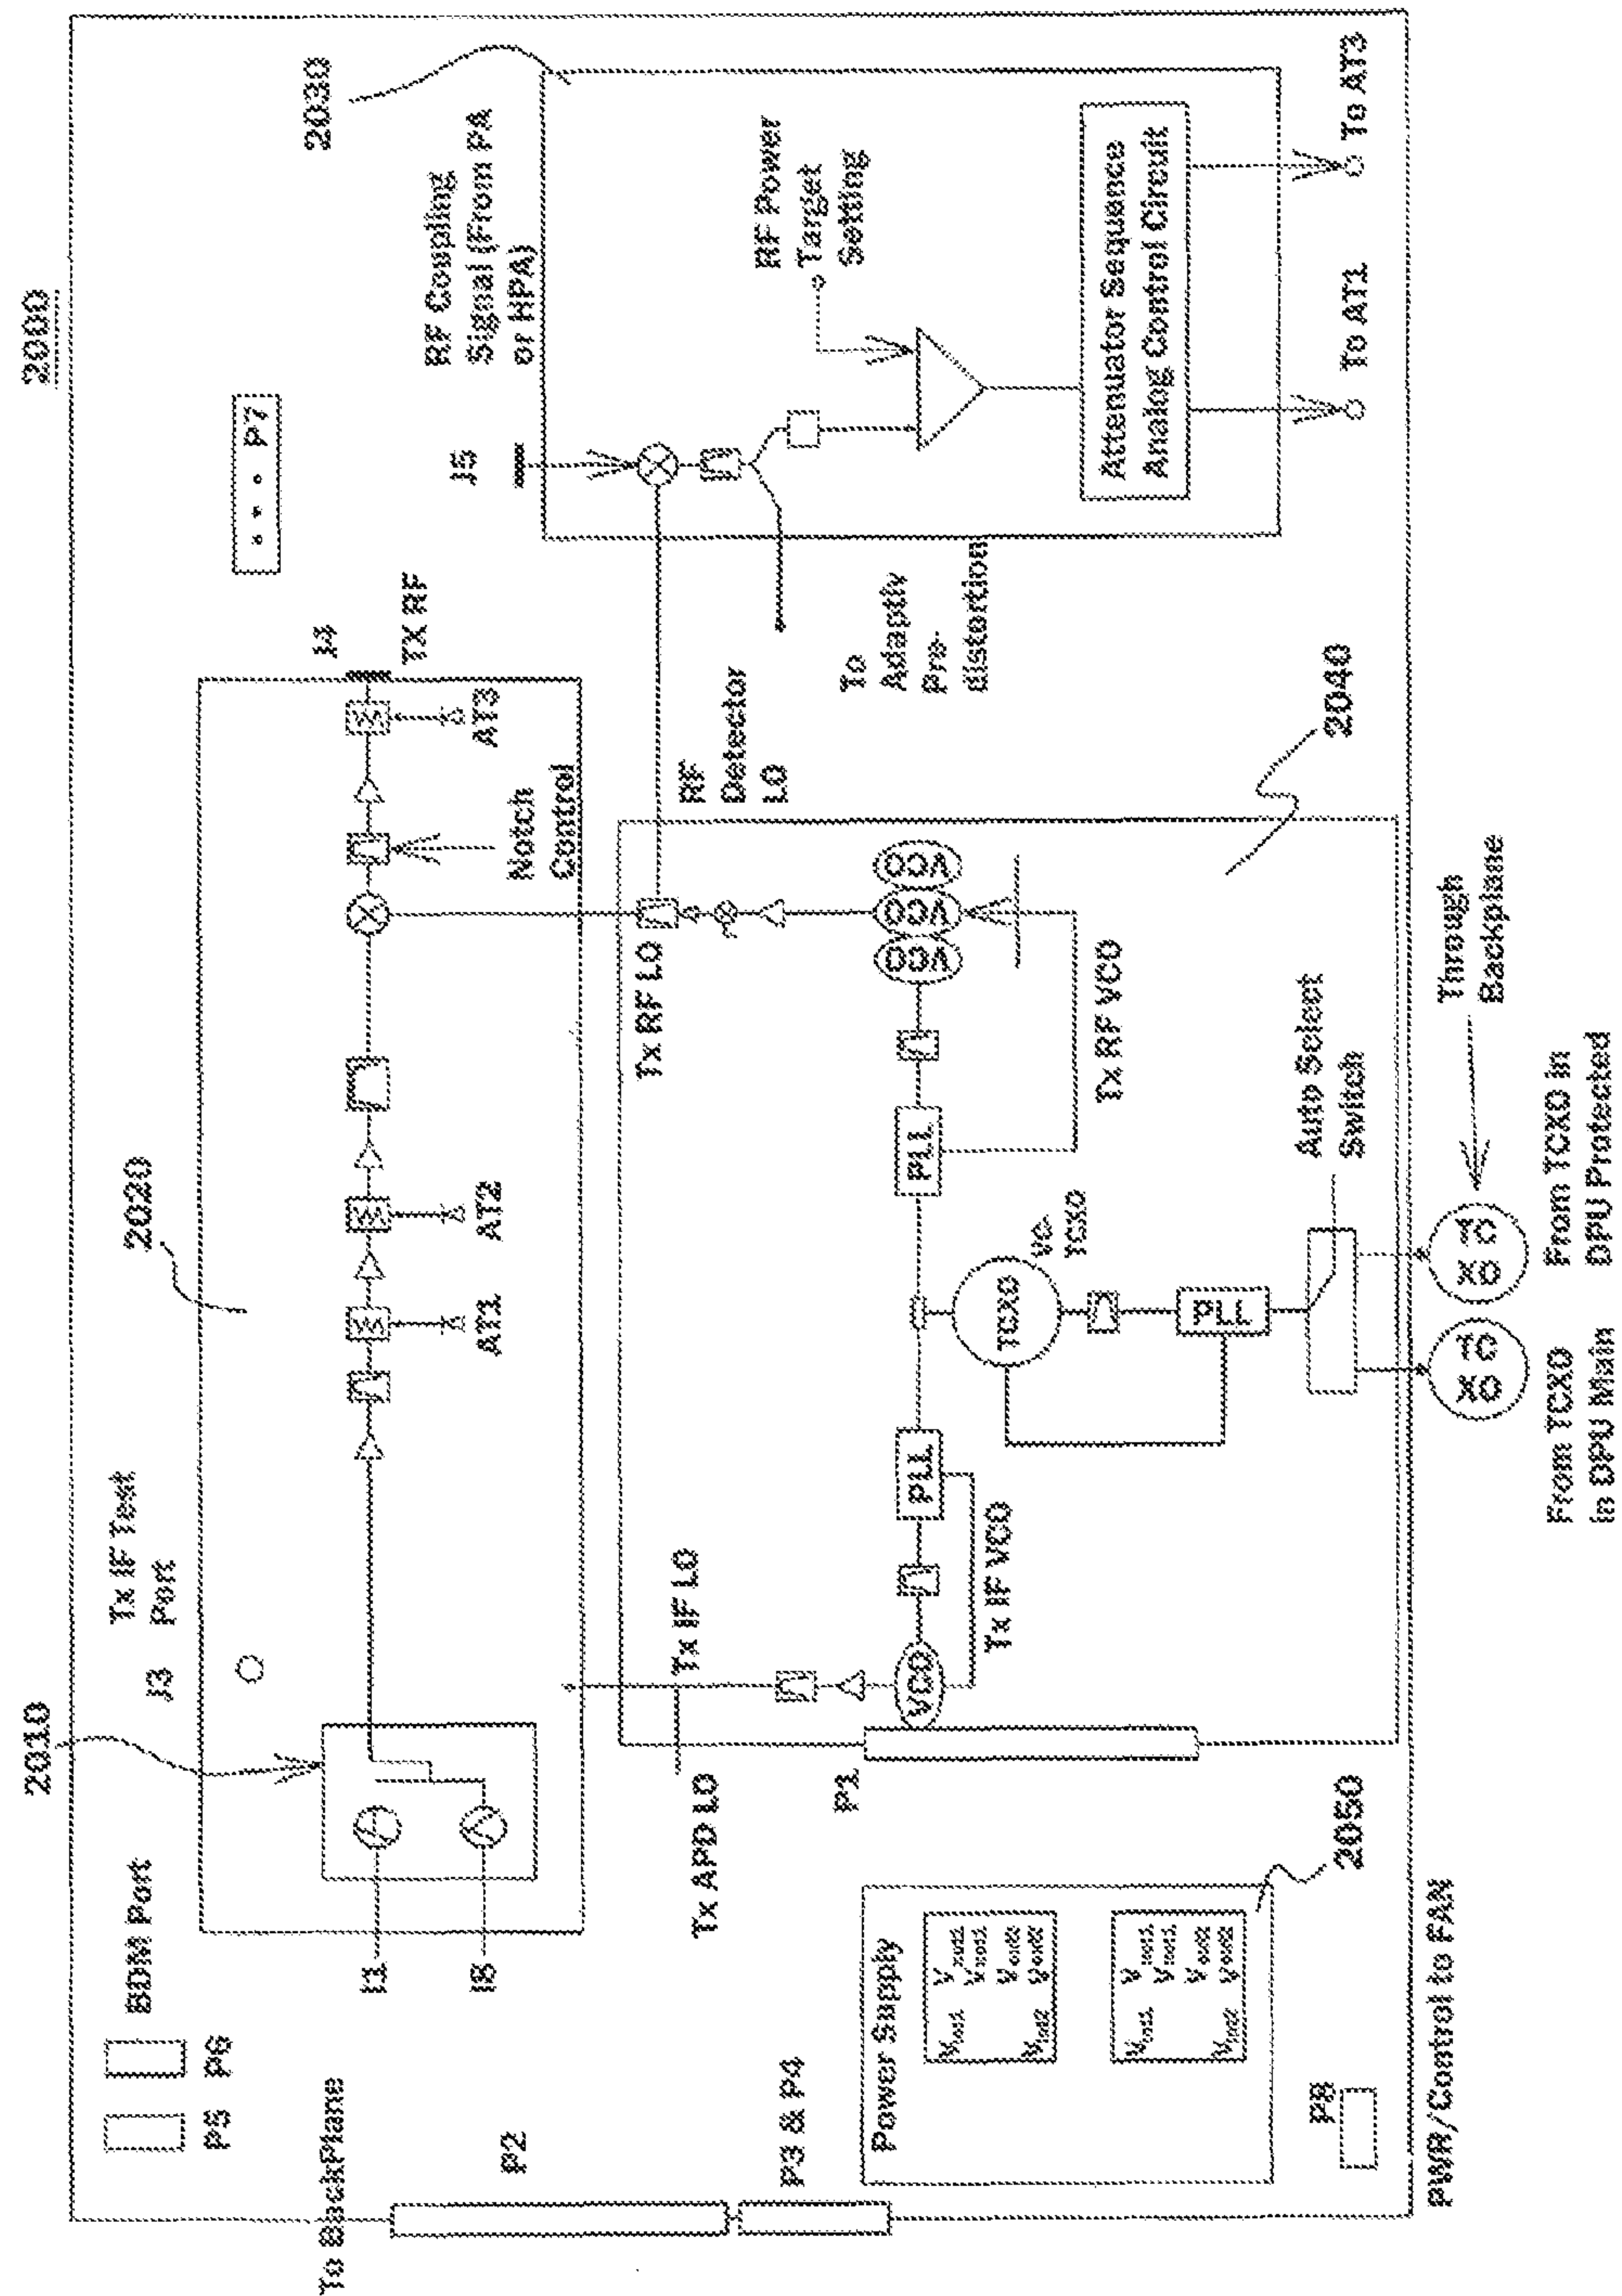 2000
2010
2020
2030
2040
2050
BDM Port
P5
P6
Tx IF Test
Port
J3
P7
J4
TX RF
J5
RF Coupling
Signal (From PA
or HPA)
To BackPlane
P2
P3 & P4
I1
I8
AT1
AT2
AT3
Notch
Control
RF Power
Target
Setting
Attenuator Sequence
Analog Control Circuit
To AT1
To AT3
To
Adaptiv
Pre-
distortion
RF
Detector
LO
Tx APD LO
Tx IF LO
Tx RF LO
P1
VCO
PLL
Tx IF VCO
PLL
VCO
VCO
VCO
Tx RF VCO
TCXO
VC-
TCXO
PLL
Auto Select
Switch
Through
Backplane
TC
XO
TC
XO
From TCXO
in DPU Main
From TCXO in
DPU Protected
Power Supply
P8
PWR/Control to FAN